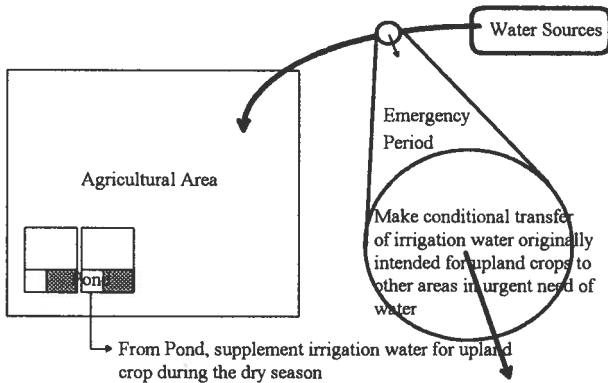 Water Sources
Emergency
Period
Agricultural Area
Make conditional transfer
of irrigation water originally
intended for upland crops to
other areas in urgent need of
water
Pond
From Pond, supplement irrigation water for upland
crop during the dry season